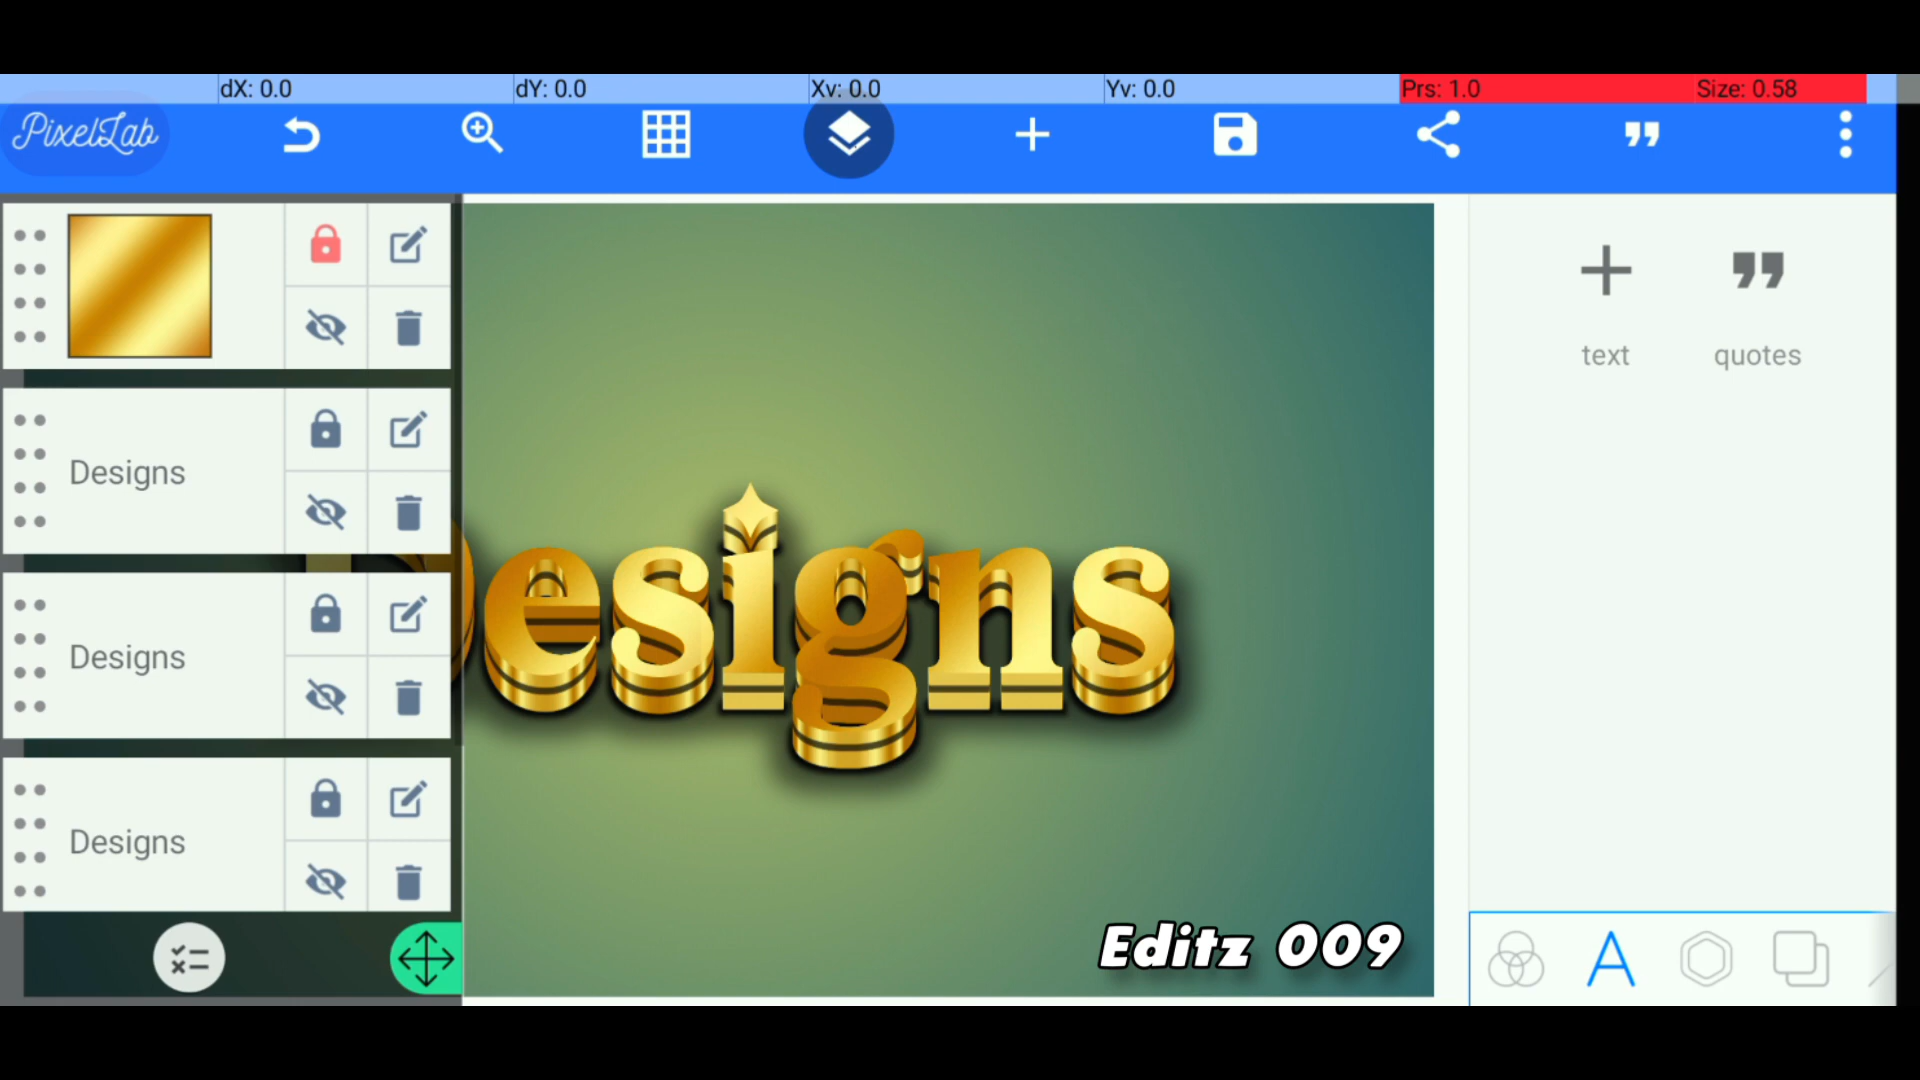 dX: 0.0 dY: 0.0 Xv: 0.0 Yv: 0.0 Prs: 1.0 Size: 0.58
PixelLab
text quotes
Designs
Designs
Designs
Designs
Editz 009